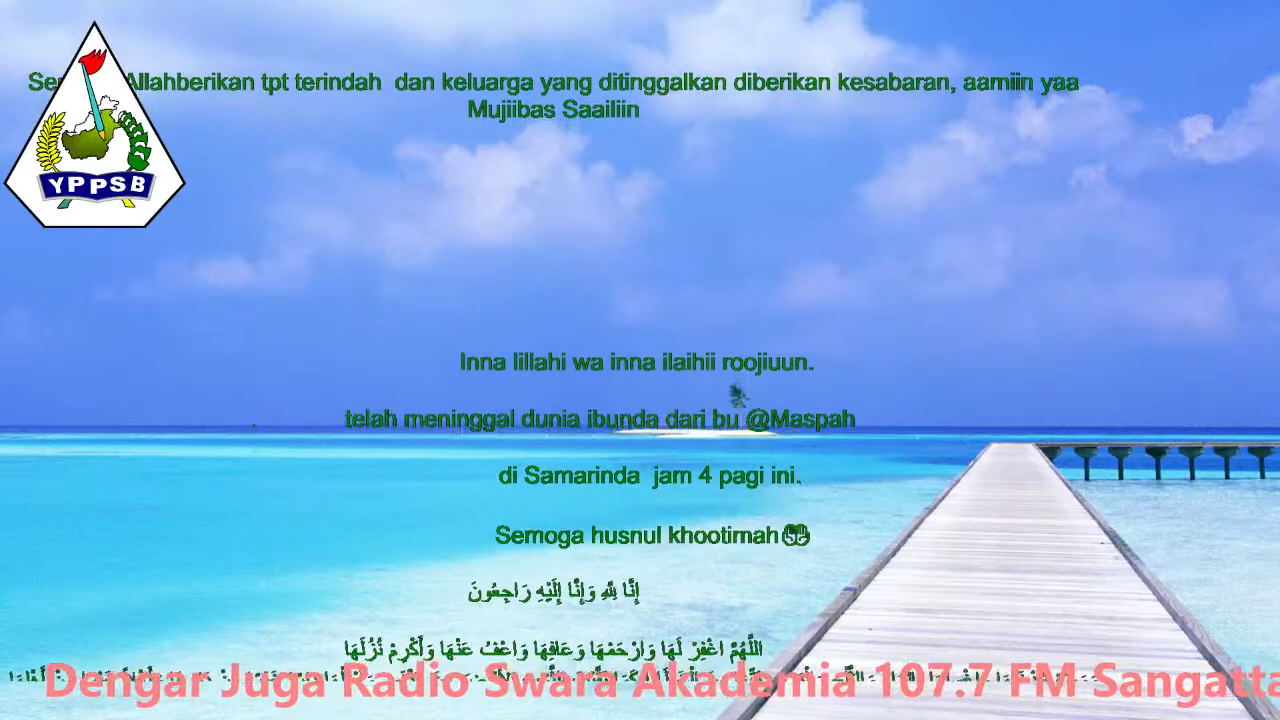 Allahberikan tpt terindah dan keluarga yang ditinggalkan diberikan kesabaran, aamiin yaa
Mujiibas Saailiin
YPPSB
Inna lillahi wa inna ilaihii roojiuun.
telah meninggal dunia ibunda dari bu @Maspah
di Samarinda jam 4 pagi ini.
Semoga husnul khootimah
إِنَّا لِلَّهِ وَإِنَّا إِلَيْهِ رَاجِعُونَ
اللَّهُمَّ اغْفِرْ لَهَا وَارْحَمْهَا وَعَافِهَا وَاعْفُ عَنْهَا وَأَكْرِمْ نُزُلَهَا
Dengar Juga Radio Swara Akademia 107.7 FM Sangatta